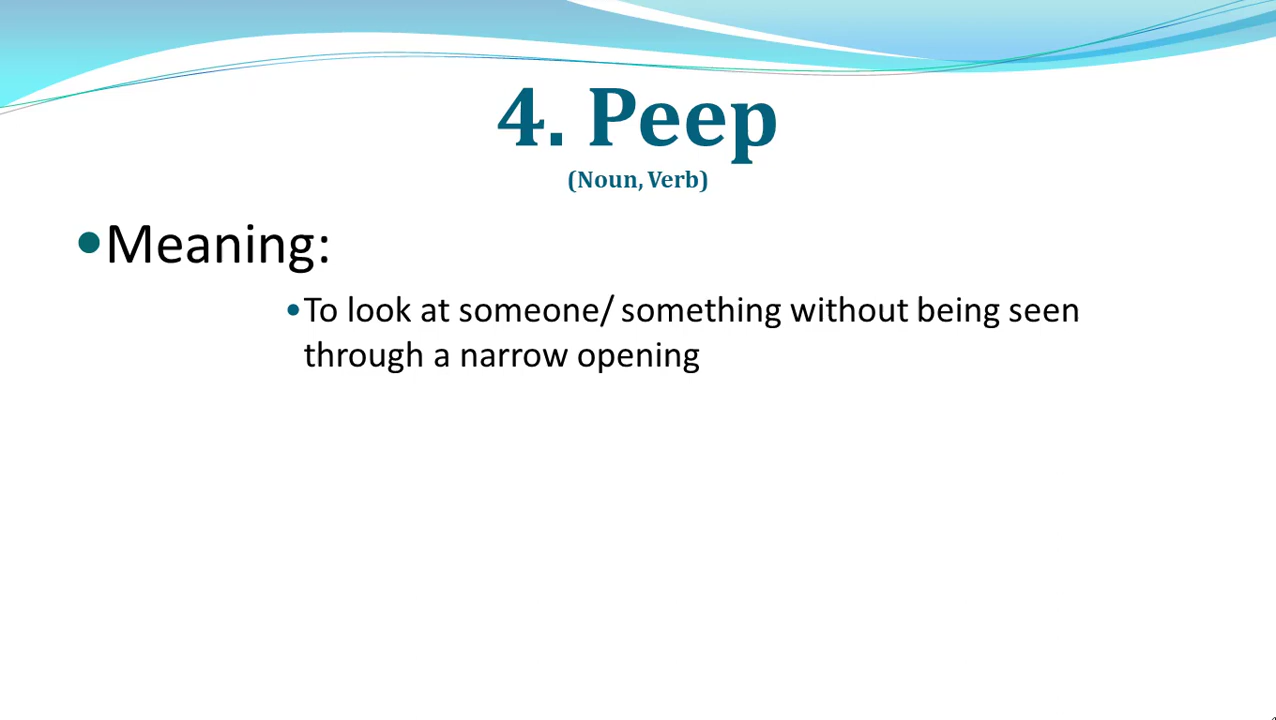 4. Peep
(Noun, Verb)
•Meaning:
•To look at someone/ something without being seen
through a narrow opening